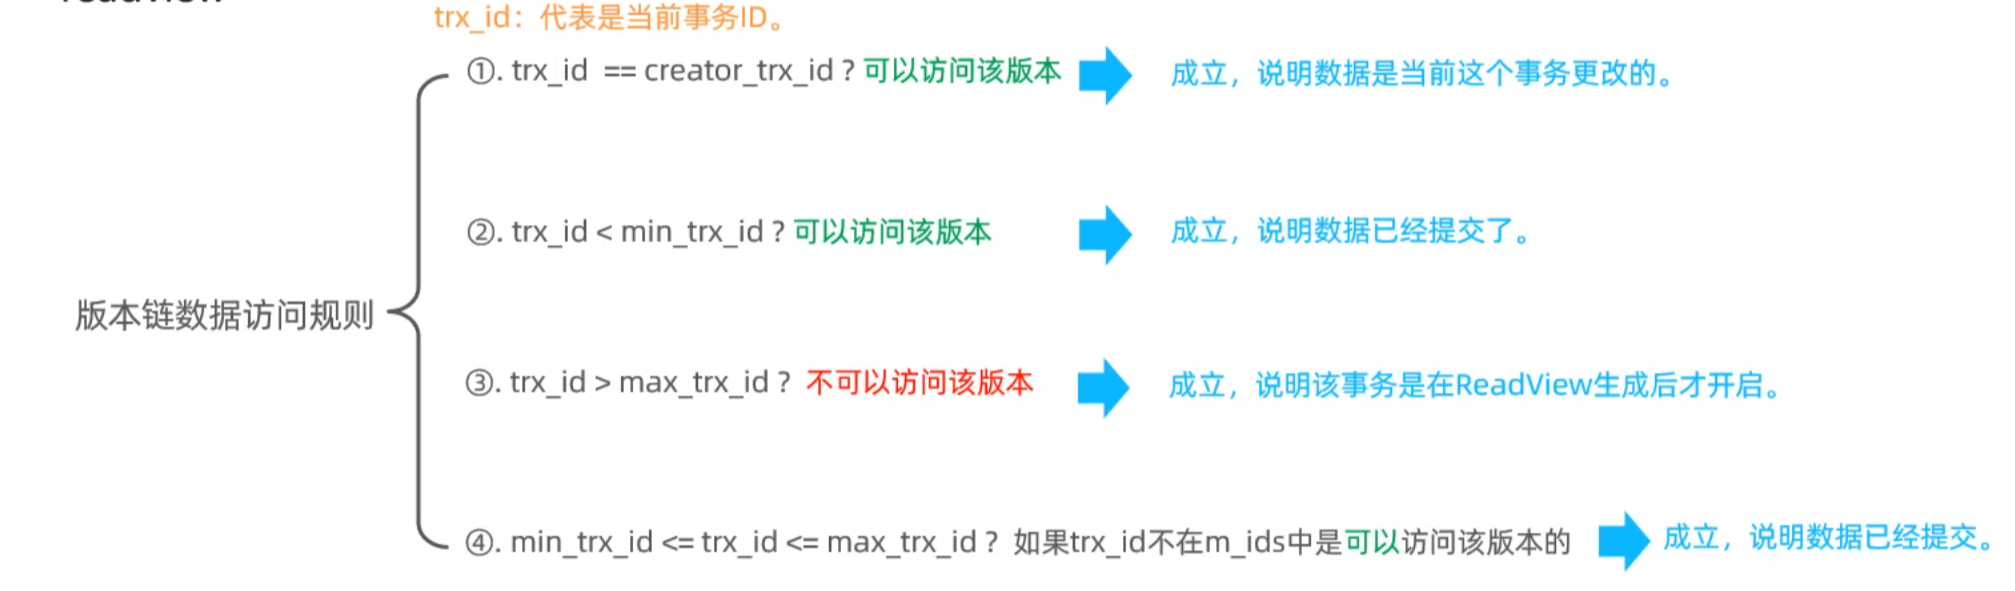 trx_id：代表是当前事务ID。
①. trx_id == creator_trx_id ? 可以访问该版本 成立，说明数据是当前这个事务更改的。
②. trx_id < min_trx_id ? 可以访问该版本 成立，说明数据已经提交了。
版本链数据访问规则
③. trx_id > max_trx_id ? 不可以访问该版本 成立，说明该事务是在ReadView生成后才开启。
④. min_trx_id <= trx_id <= max_trx_id ? 如果trx_id不在m_ids中是可以访问该版本的 成立，说明数据已经提交。